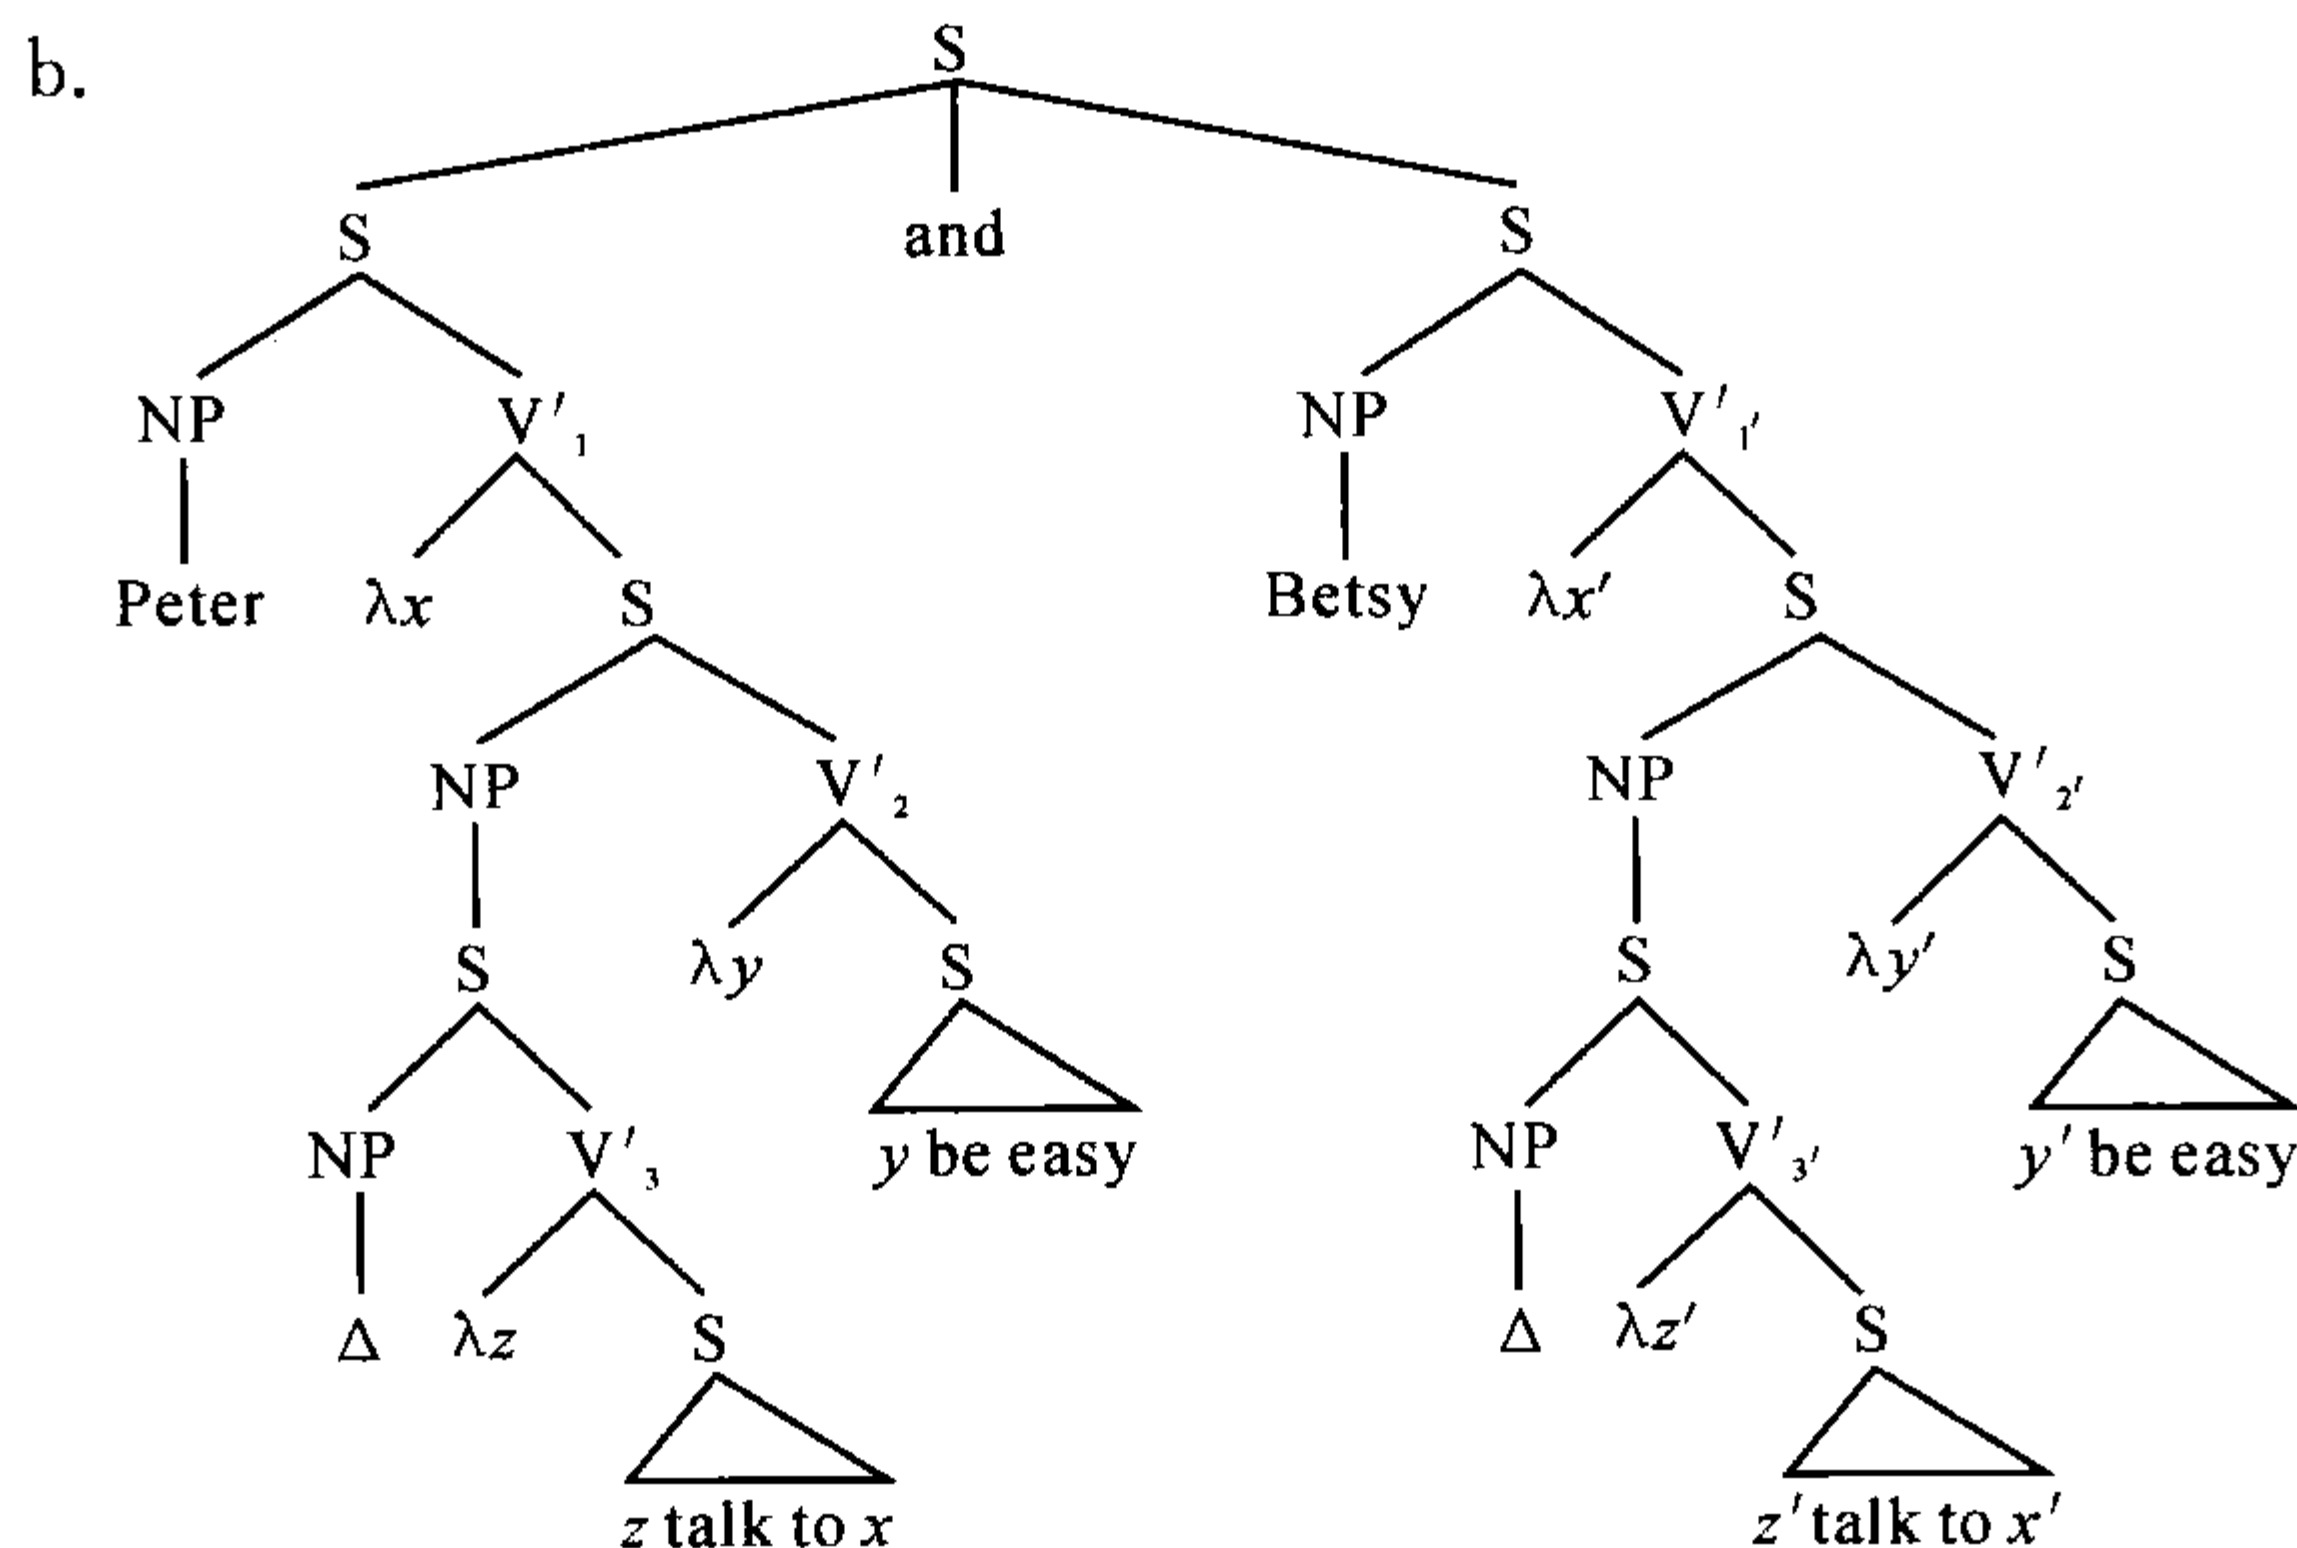 b.
S
S and S
NP V′₁ NP V′₁′
Peter λx S Betsy λx′ S
NP V′₂ NP V′₂′
S λy S S λy′ S
NP V′₃ y be easy NP V′₃′ y′ be easy
Δ λz S Δ λz′ S
z talk to x z′ talk to x′